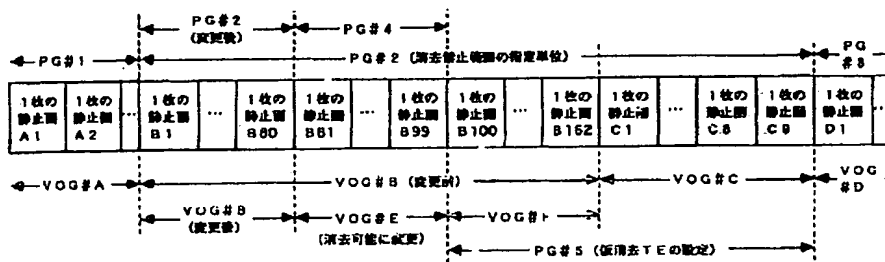 PG#2
(変更後)
PG#4
PG#1
PG#2 (消去禁止範囲の指定単位)
PG
#3
1枚の
静止画
A1
1枚の
静止画
A2
…
1枚の
静止画
B1
…
1枚の
静止画
B80
1枚の
静止画
B81
…
1枚の
静止画
B99
1枚の
静止画
B100
…
1枚の
静止画
B152
1枚の
静止画
C1
…
1枚の
静止画
C8
1枚の
静止画
C9
1枚の
静止画
D1
…
VOG#A
VOG#B (変更前)
VOG#C
VOG
#D
VOG#B
(変更後)
VOG#E
(消去可能に変更)
VOG#F
PG#5 (仮消去TEの設定)